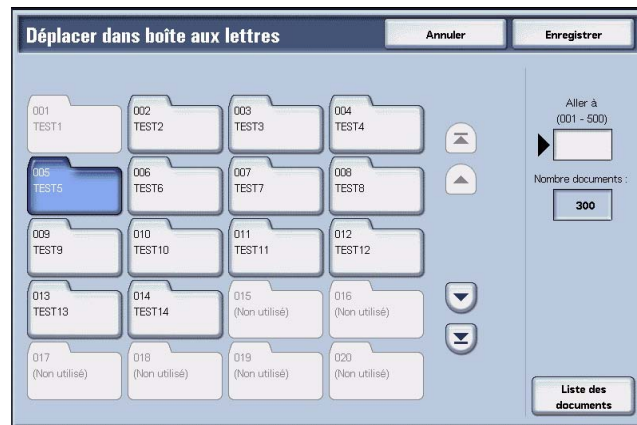 Déplacer dans boîte aux lettres
Annuler
Enregistrer
001
TEST1
002
TEST2
003
TEST3
004
TEST4
005
TEST5
006
TEST6
007
TEST7
008
TEST8
009
TEST9
010
TEST10
011
TEST11
012
TEST12
013
TEST13
014
TEST14
015
(Non utilisé)
016
(Non utilisé)
017
(Non utilisé)
018
(Non utilisé)
019
(Non utilisé)
020
(Non utilisé)
Aller à
(001 - 500)
Nombre documents :
300
Liste des
documents